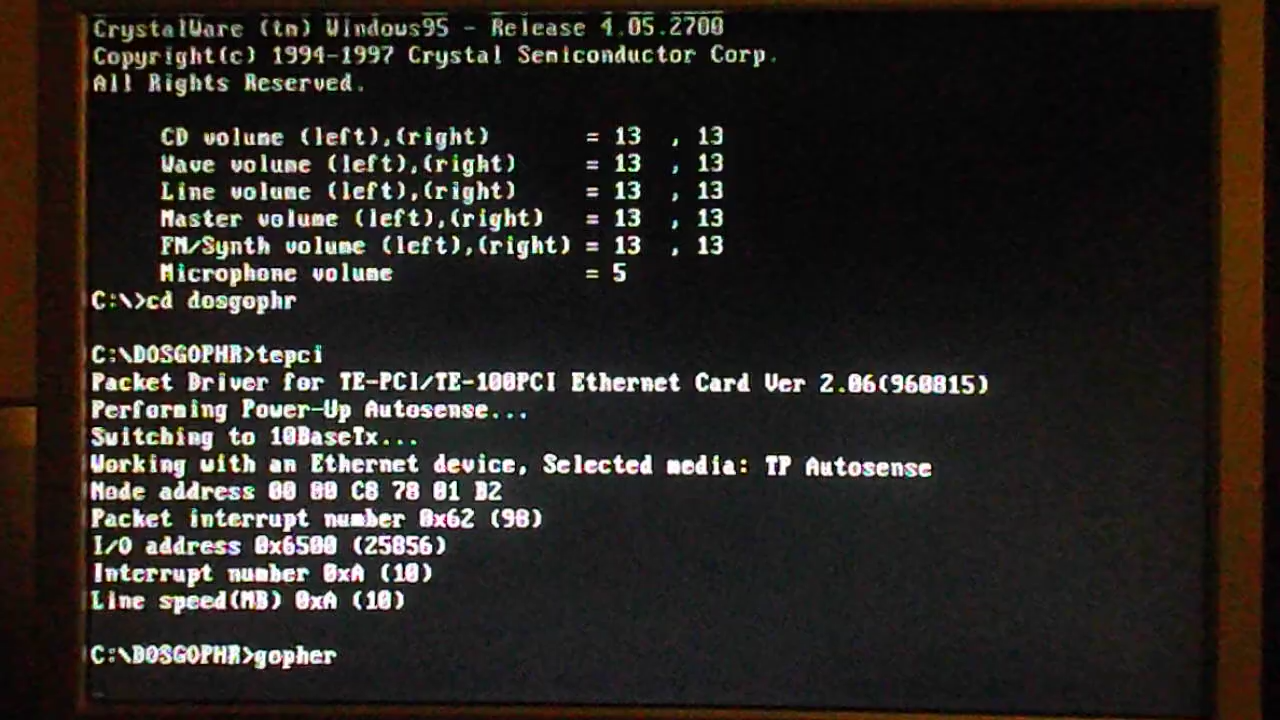 CrystalWare (tm) Windows95 - Release 4.05.2700
Copyright(c) 1994-1997 Crystal Semiconductor Corp.
All Rights Reserved.
CD volume (left),(right) = 13 , 13
Wave volume (left),(right) = 13 , 13
Line volume (left),(right) = 13 , 13
Master volume (left),(right) = 13 , 13
FM/Synth volume (left),(right) = 13 , 13
Microphone volume = 5
C:\>cd dosgophr
C:\DOSGOPHR>tepci
Packet Driver for TE-PCI/TE-100PCI Ethernet Card Ver 2.06(960815)
Performing Power-Up Autosense...
Switching to 10BaseTx...
Working with an Ethernet device, Selected media: TP Autosense
Node address 00 80 C8 78 01 B2
Packet interrupt number 0x62 (98)
I/O address 0x6500 (25856)
Interrupt number 0xA (10)
Line speed(MB) 0xA (10)
C:\DOSGOPHR>gopher